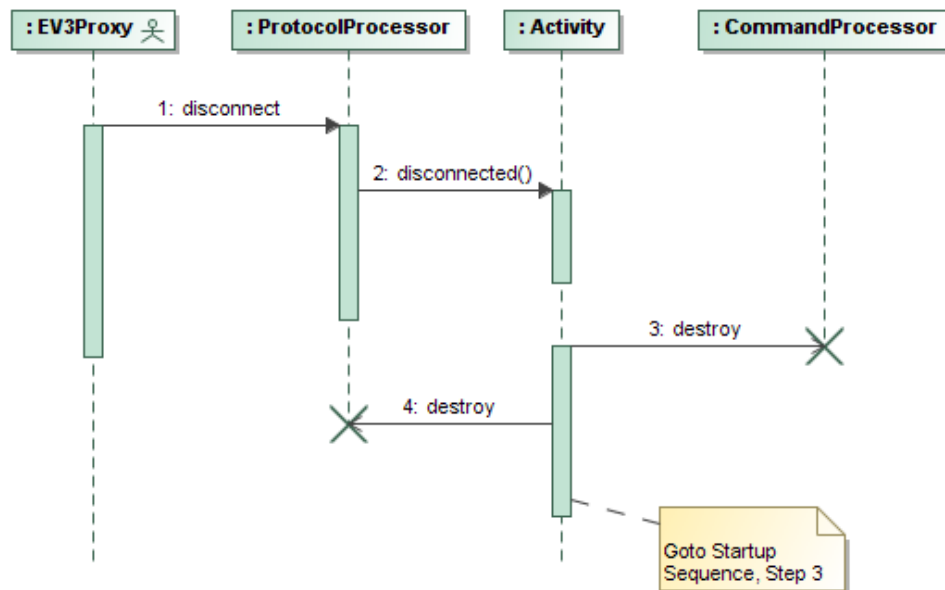 : EV3Proxy
: ProtocolProcessor
: Activity
: CommandProcessor
1: disconnect
2: disconnected()
3: destroy
4: destroy
Goto Startup
Sequence, Step 3